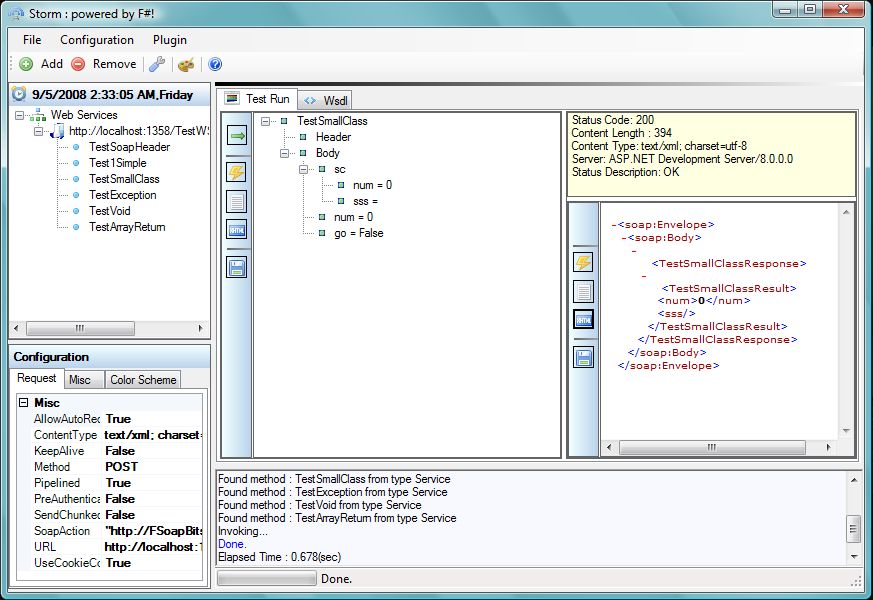 Storm : powered by F#!
File Configuration Plugin
Add Remove
9/5/2008 2:33:05 AM,Friday
Web Services
http://localhost:1358/TestWS
TestSoapHeader
Test1Simple
TestSmallClass
TestException
TestVoid
TestArrayReturn
Configuration
Request Misc Color Scheme
Misc
AllowAutoRec True
ContentType text/xml; charset=
KeepAlive False
Method POST
Pipelined True
PreAuthentica False
SendChunked False
SoapAction "http://FSoapBits
URL http://localhost:1
UseCookieCo True
Test Run Wsdl
TestSmallClass
Header
Body
sc
num = 0
sss =
num = 0
go = False
Status Code: 200
Content Length : 394
Content Type: text/xml; charset=utf-8
Server: ASP.NET Development Server/8.0.0.0
Status Description: OK
-<soap:Envelope>
-<soap:Body>
-
<TestSmallClassResponse>
-
<TestSmallClassResult>
<num>0</num>
<sss/>
</TestSmallClassResult>
</TestSmallClassResponse>
</soap:Body>
</soap:Envelope>
Found method : TestSmallClass from type Service
Found method : TestException from type Service
Found method : TestVoid from type Service
Found method : TestArrayReturn from type Service
Invoking...
Done.
Elapsed Time : 0.678(sec)
Done.